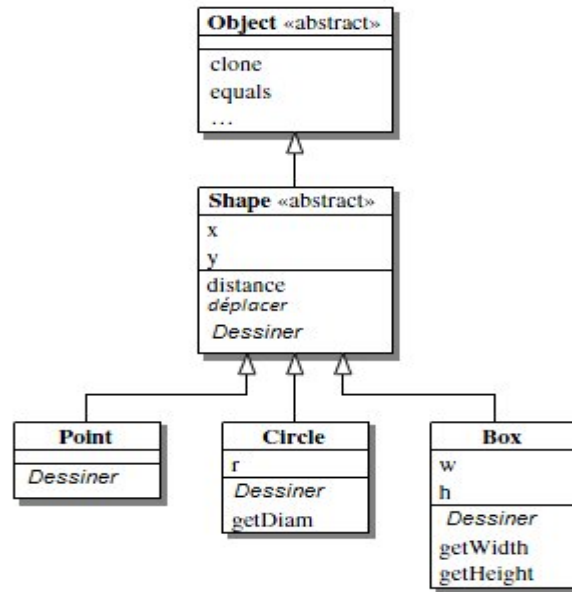 Object «abstract»
clone
equals
…
Shape «abstract»
x
y
distance
déplacer
Dessiner
Point
Dessiner
Circle
r
Dessiner
getDiam
Box
w
h
Dessiner
getWidth
getHeight